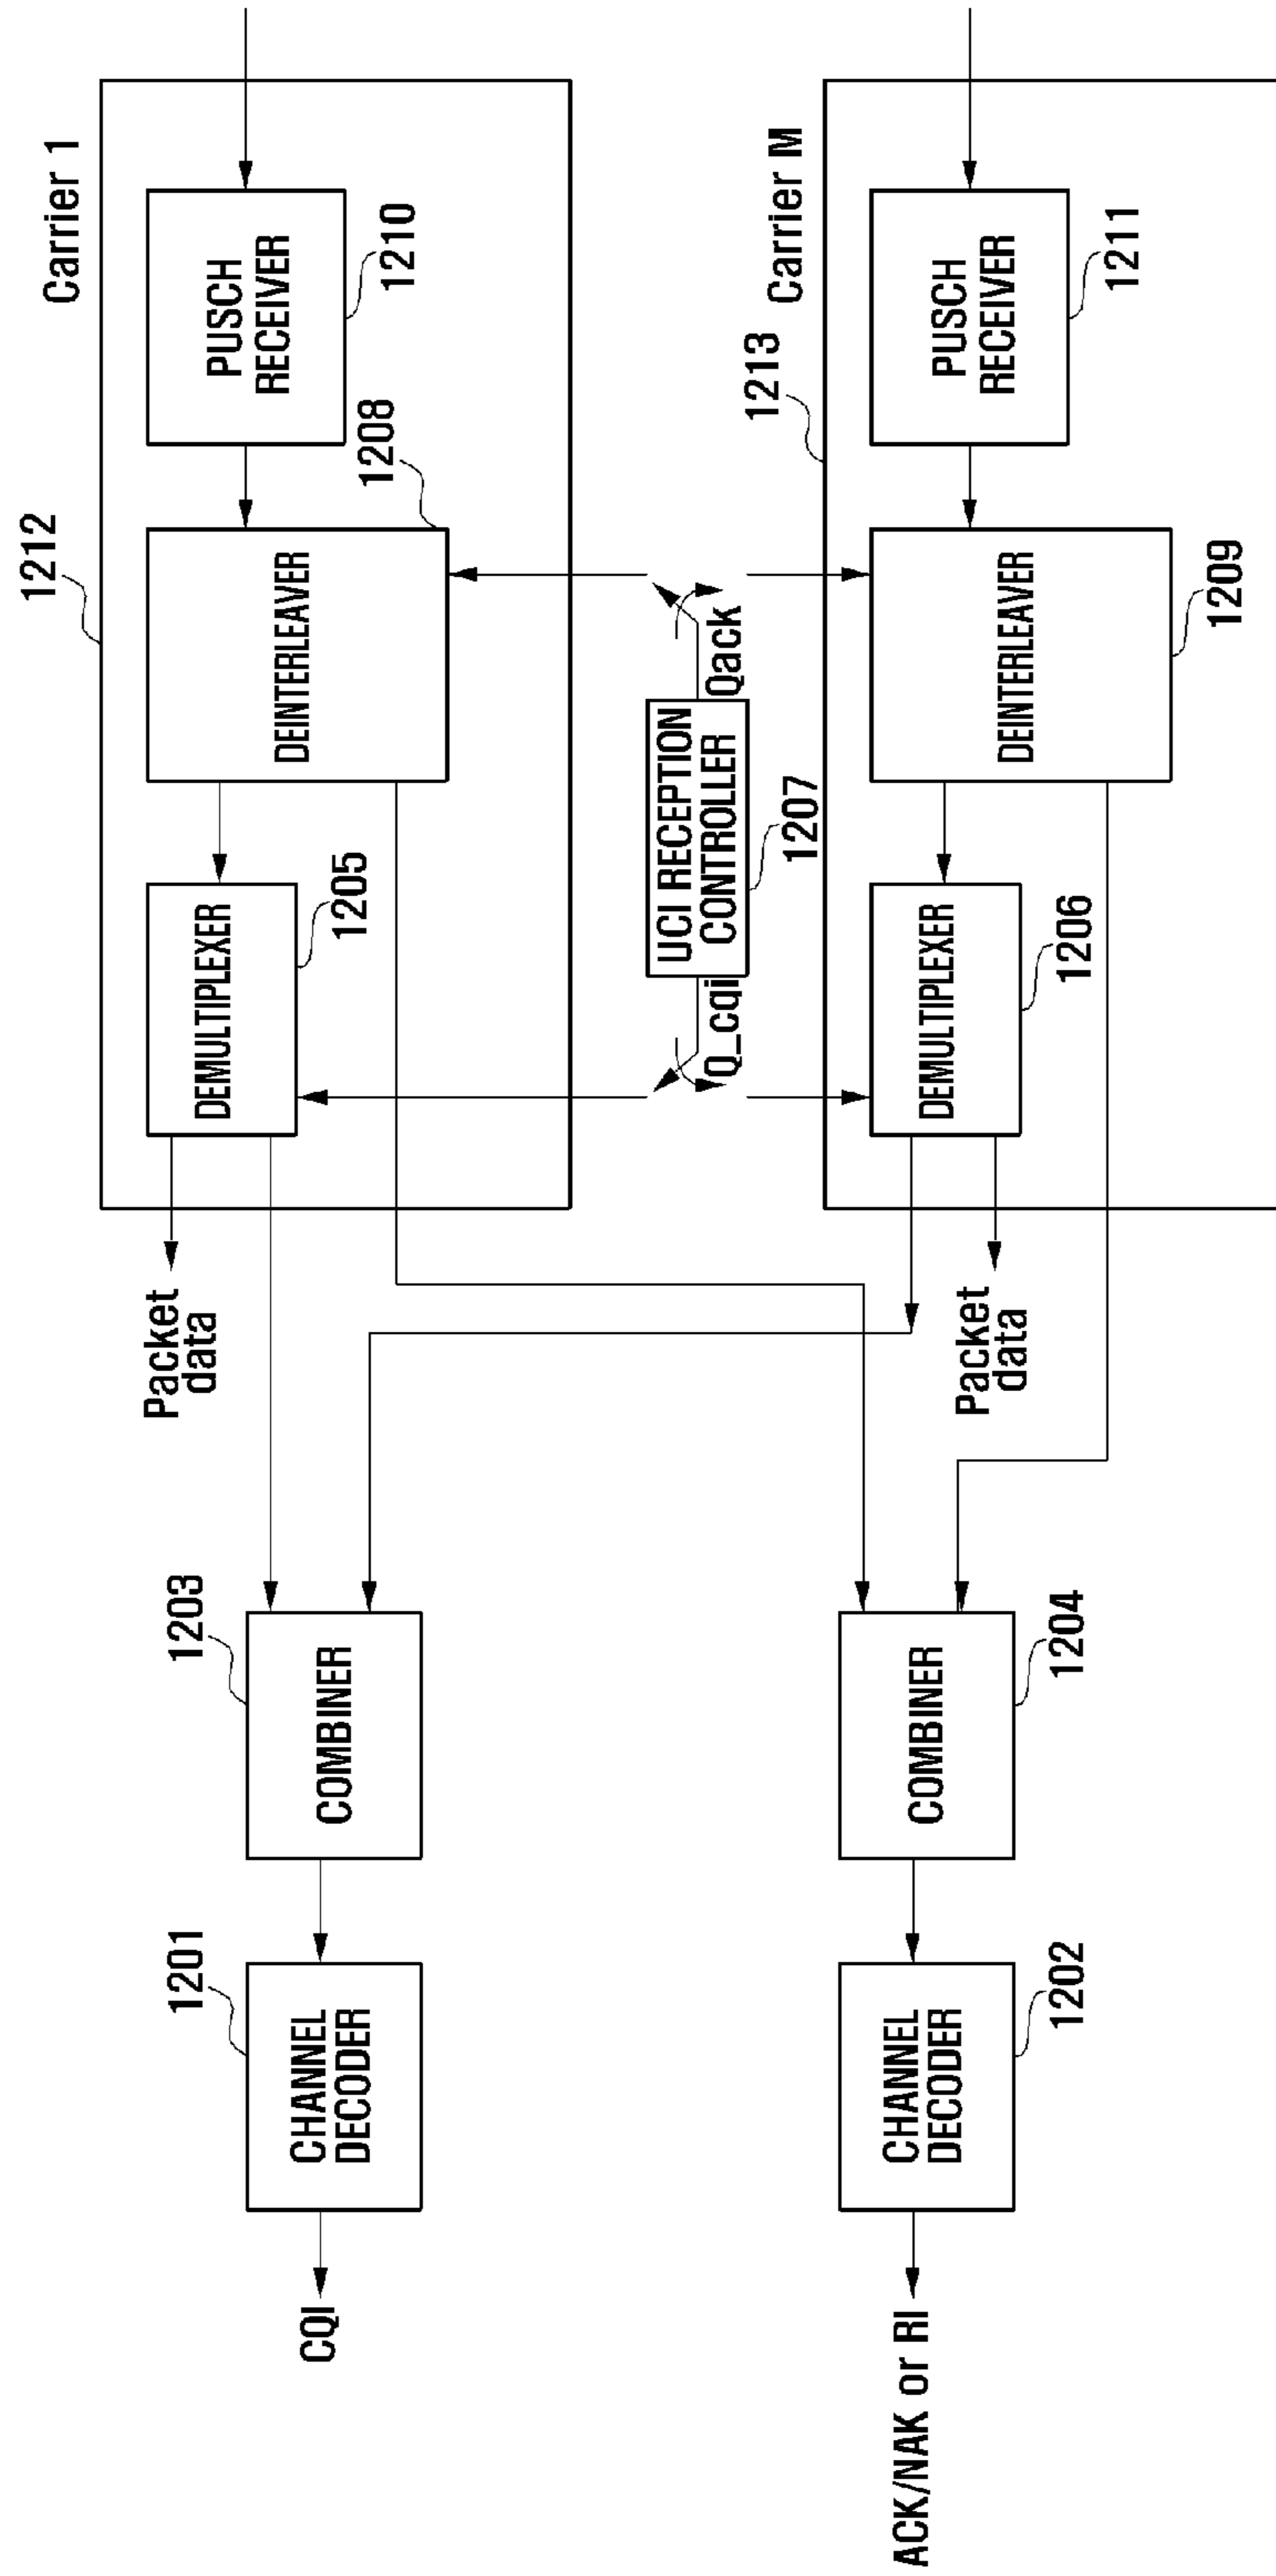 Carrier 1
1212
PUSCH
RECEIVER
1210
DEINTERLEAVER
1208
DEMULTIPLEXER
1205
Packet
data
COMBINER
1203
CHANNEL
DECODER
1201
CQI
Qack
UCI RECEPTION
CONTROLLER
1207
Q_cqi
Carrier M
1213
PUSCH
RECEIVER
1211
DEINTERLEAVER
1209
DEMULTIPLEXER
1206
Packet
data
COMBINER
1204
CHANNEL
DECODER
1202
ACK/NAK or RI